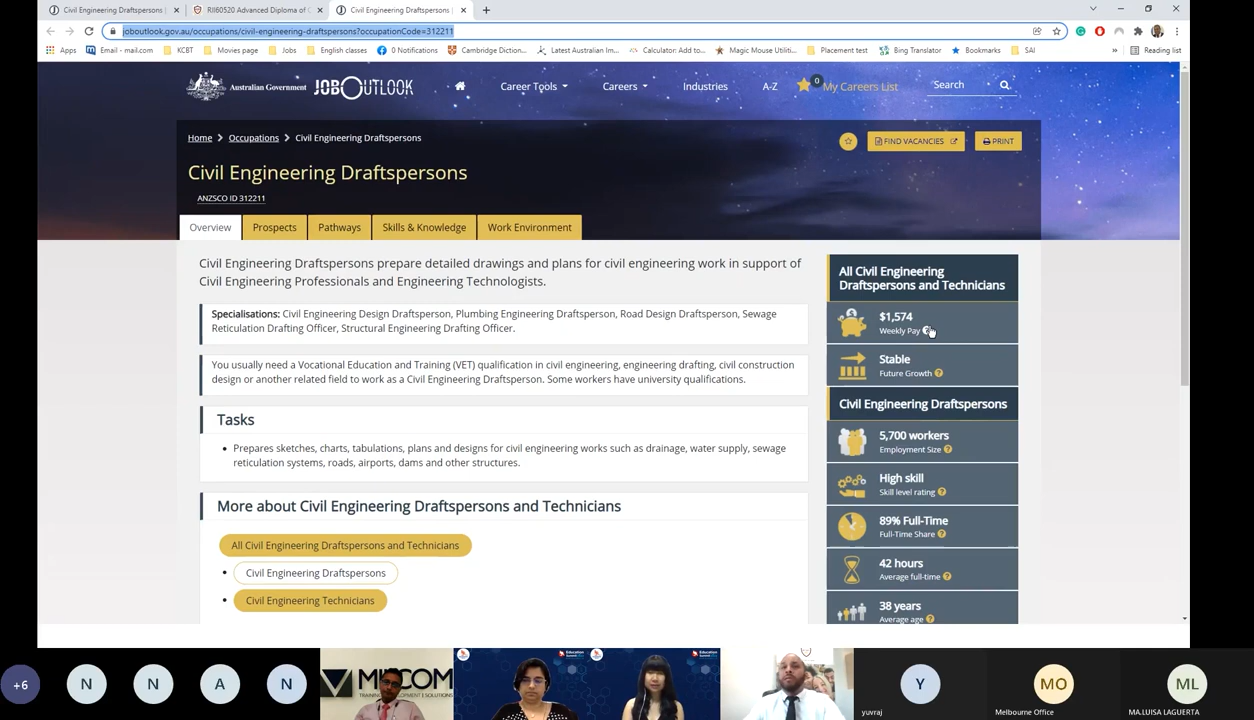 Civil Engineering Draftspersons |
RII60520 Advanced Diploma of C
Civil Engineering Draftspersons |
joboutlook.gov.au/occupations/civil-engineering-draftspersons?occupationCode=312211
Apps
Email - mail.com
KCBT
Movies page
Jobs
English classes
0 Notifications
Cambridge Diction...
Latest Australian Im...
Calculator: Add to...
Magic Mouse Utiliti...
Placement test
Bing Translator
Bookmarks
SAI
»
Reading list
Australian Government
JOBOUTLOOK
Career Tools
Careers
Industries
A-Z
0
My Careers List
Search
Home > Occupations > Civil Engineering Draftspersons
FIND VACANCIES
PRINT
Civil Engineering Draftspersons
ANZSCO ID 312211
Overview
Prospects
Pathways
Skills & Knowledge
Work Environment
Civil Engineering Draftspersons prepare detailed drawings and plans for civil engineering work in support of
Civil Engineering Professionals and Engineering Technologists.
Specialisations: Civil Engineering Design Draftsperson, Plumbing Engineering Draftsperson, Road Design Draftsperson, Sewage
Reticulation Drafting Officer, Structural Engineering Drafting Officer.
You usually need a Vocational Education and Training (VET) qualification in civil engineering, engineering drafting, civil construction
design or another related field to work as a Civil Engineering Draftsperson. Some workers have university qualifications.
Tasks
• Prepares sketches, charts, tabulations, plans and designs for civil engineering works such as drainage, water supply, sewage
reticulation systems, roads, airports, dams and other structures.
More about Civil Engineering Draftspersons and Technicians
All Civil Engineering Draftspersons and Technicians
• Civil Engineering Draftspersons
• Civil Engineering Technicians
All Civil Engineering
Draftspersons and Technicians
$1,574
Weekly Pay
Stable
Future Growth ?
Civil Engineering Draftspersons
5,700 workers
Employment Size ?
High skill
Skill level rating ?
89% Full-Time
Full-Time Share ?
42 hours
Average full-time ?
38 years
Average age ?
+6
N
N
A
N
TRAINING
SOLUTIONS
Education
Education
Y
yuvraj
MO
Melbourne Office
ML
MA.LUISA LAGUERTA